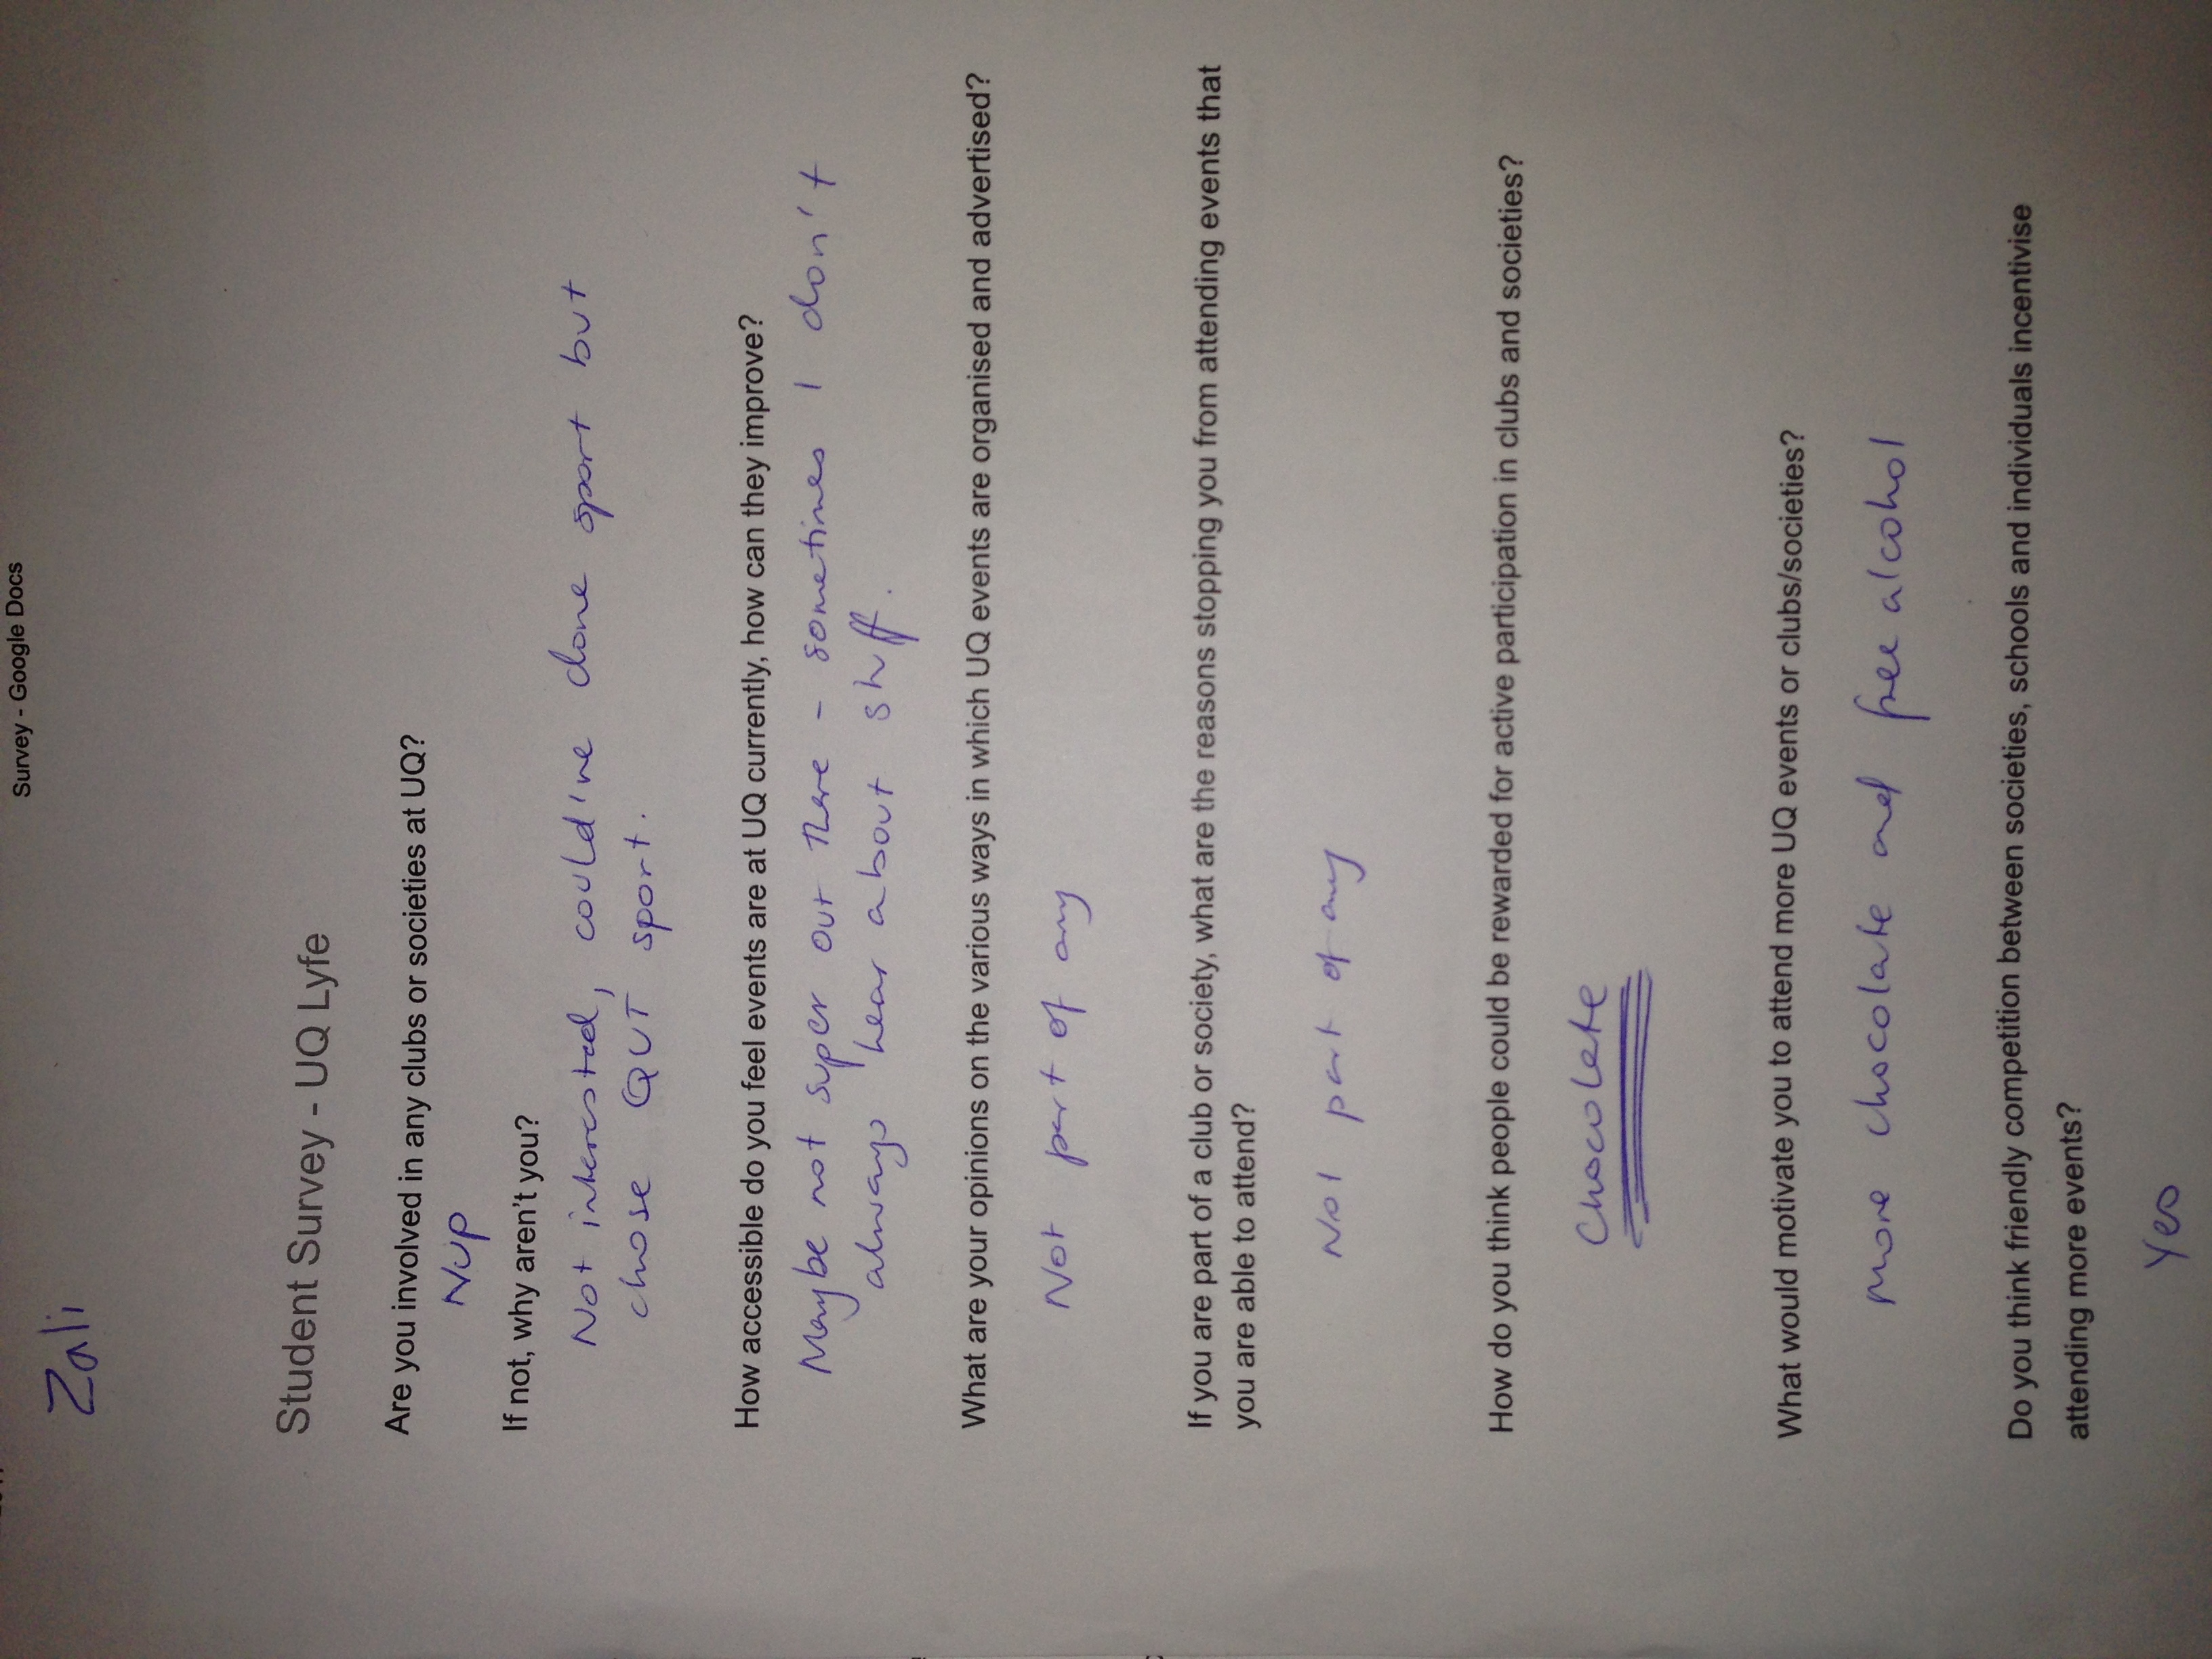 Survey - Google Docs
Zali
Student Survey - UQ Lyfe
Are you involved in any clubs or societies at UQ?
Nup
If not, why aren't you?
Not interested, could've done sport but
chose QUT sport.
How accessible do you feel events are at UQ currently, how can they improve?
Maybe not super out there - sometimes I don't
always hear about stuff.
What are your opinions on the various ways in which UQ events are organised and advertised?
Not part of any
If you are part of a club or society, what are the reasons stopping you from attending events that
you are able to attend?
Not part of any
How do you think people could be rewarded for active participation in clubs and societies?
Chocolate
What would motivate you to attend more UQ events or clubs/societies?
more chocolate and free alcohol
Do you think friendly competition between societies, schools and individuals incentivise
attending more events?
Yes